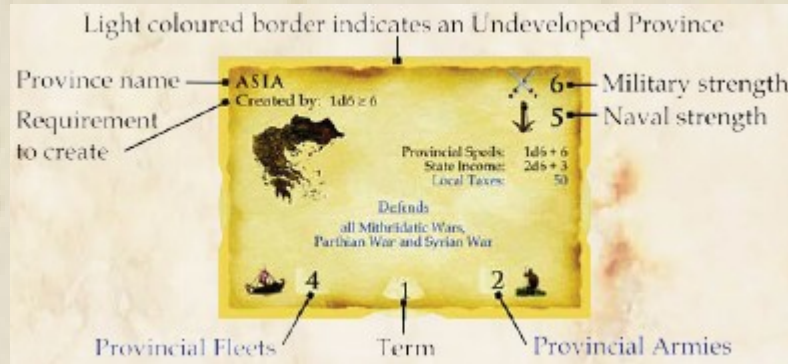 Light coloured border indicates an Undeveloped Province
Province name
ASIA
6
Military strength
Requirement
to create
Created by: 1d6 ≥ 6
5
Naval strength
Provincial Spoils: 1d6 + 6
State Income: 2d6 + 3
Local Taxes: 50
Defends
all Mithridatic Wars,
Parthian War and Syrian War
4
1
2
Provincial Fleets
Term
Provincial Armies